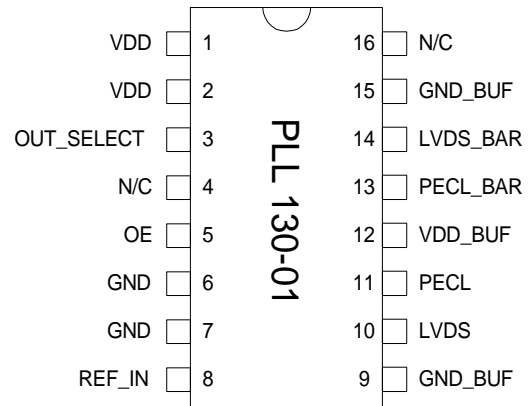 VDD 1 16 N/C
VDD 2 15 GND_BUF
OUT_SELECT 3 14 LVDS_BAR
N/C 4 13 PECL_BAR
OE 5 12 VDD_BUF
GND 6 11 PECL
GND 7 10 LVDS
REF_IN 8 9 GND_BUF
PLL 130-01